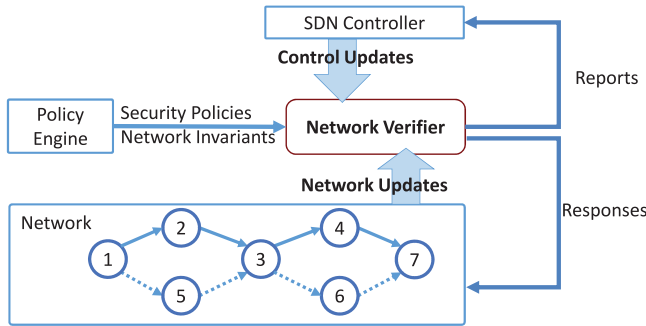 SDN Controller
Control Updates
Reports
Policy
Engine
Security Policies
Network Invariants
Network Verifier
Network Updates
Responses
Network
2
4
1
3
7
5
6